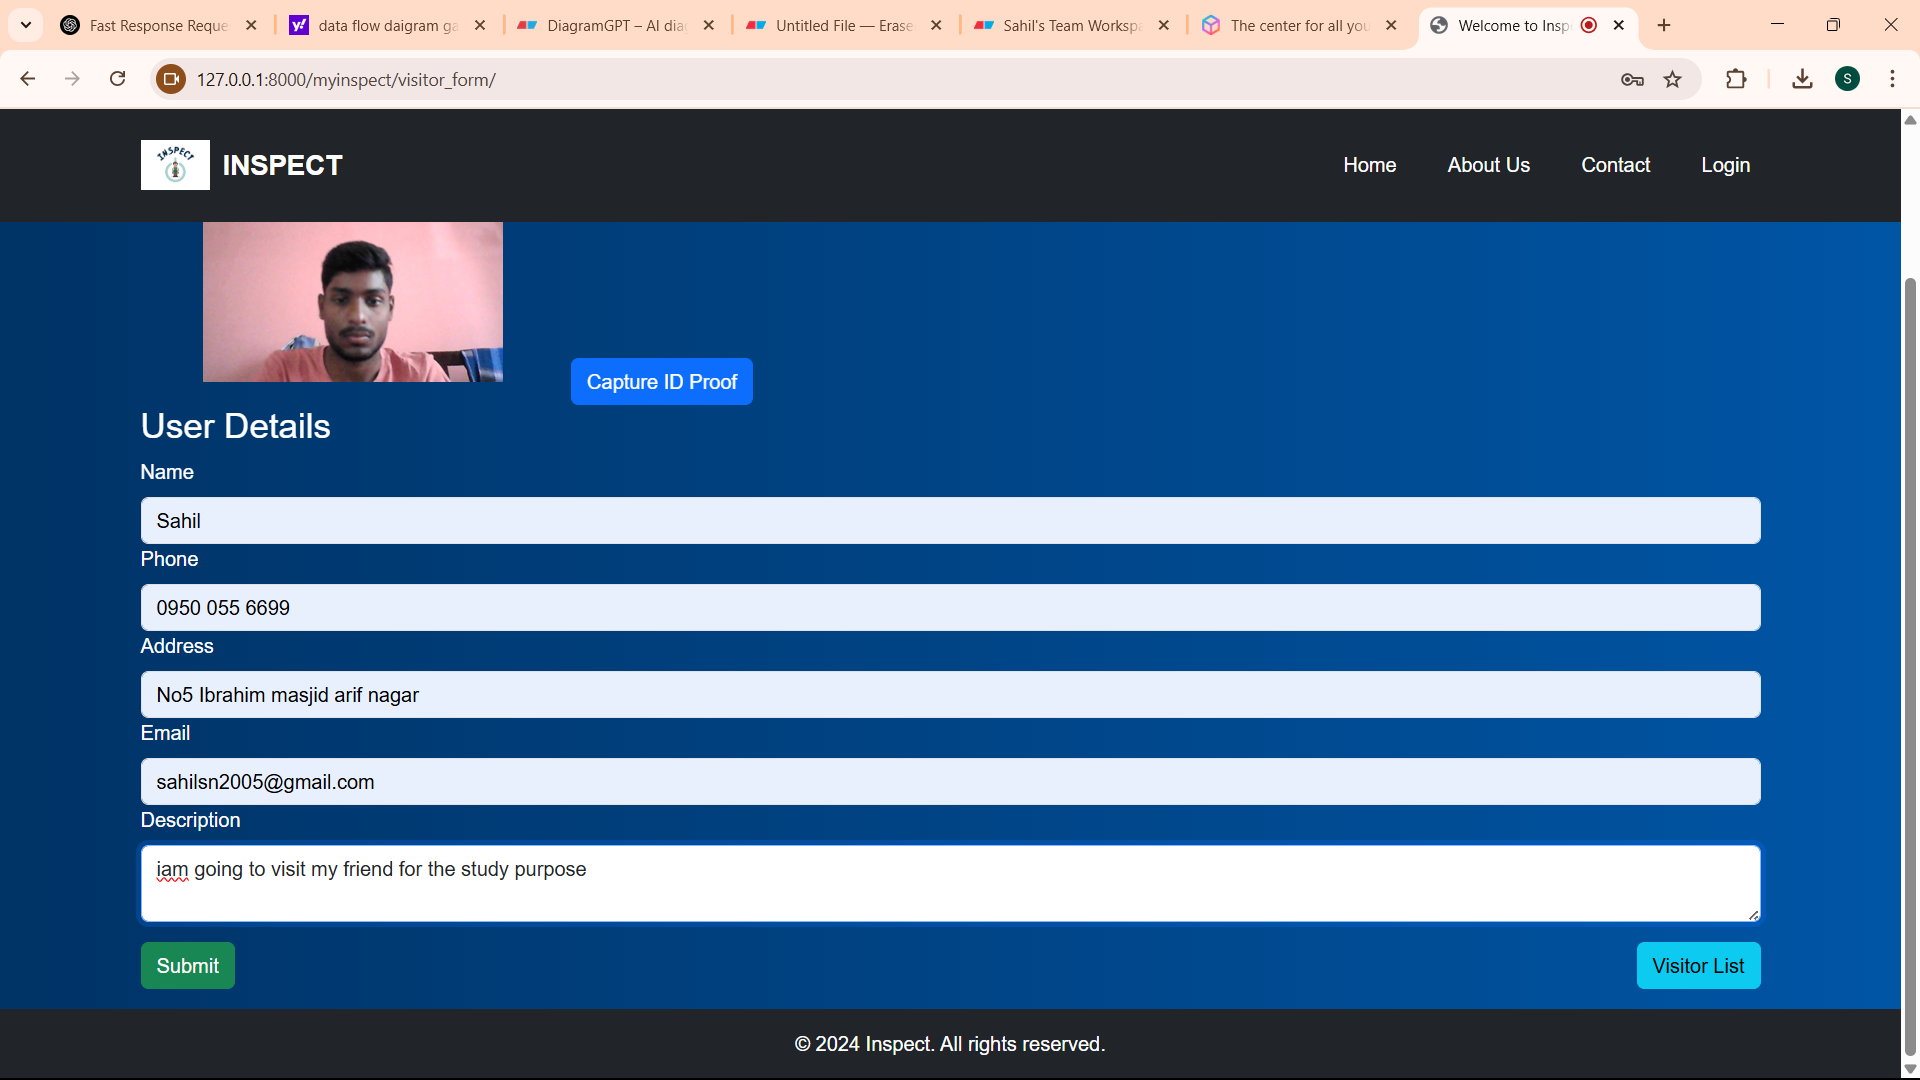 Fast Response Reque
data flow daigram ga
DiagramGPT – AI dia
Untitled File — Erase
Sahil's Team Workspa
The center for all you
Welcome to Insp
127.0.0.1:8000/myinspect/visitor_form/
S
INSPECT
INSPECT
Home
About Us
Contact
Login
Capture ID Proof
User Details
Name
Sahil
Phone
0950 055 6699
Address
No5 Ibrahim masjid arif nagar
Email
sahilsn2005@gmail.com
Description
iam going to visit my friend for the study purpose
Submit
Visitor List
© 2024 Inspect. All rights reserved.